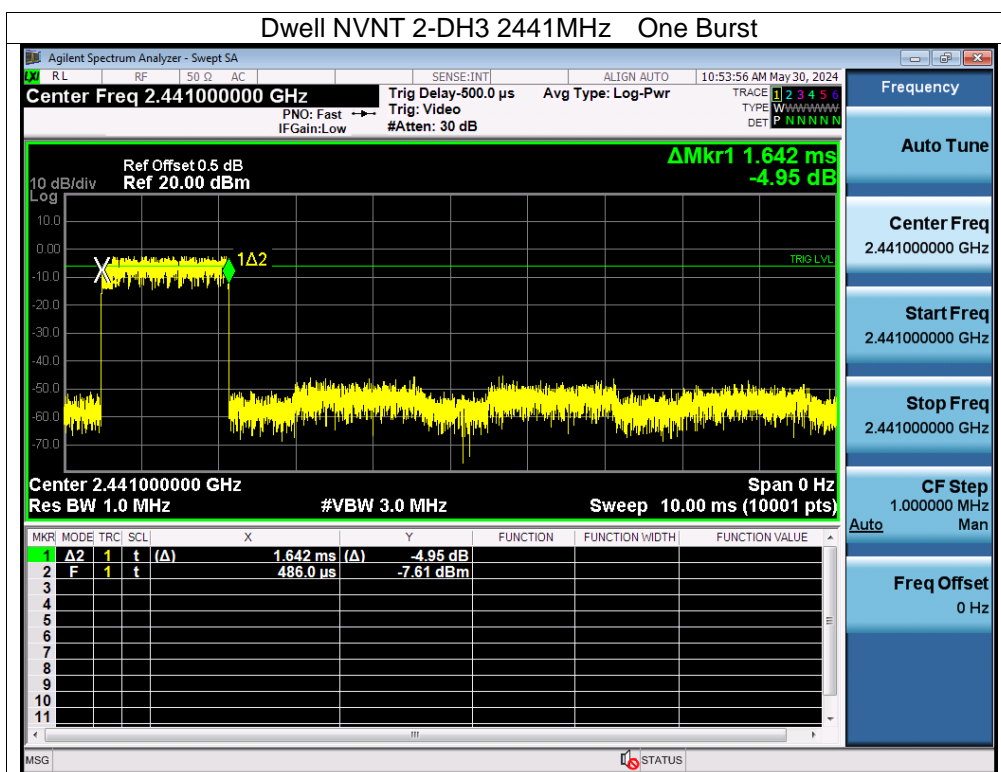 Dwell NVNT 2-DH3 2441MHz One Burst
Agilent Spectrum Analyzer - Swept SA
LXI RL RF 50 Ω AC SENSE:INT ALIGN AUTO 10:53:56 AM May 30, 2024
Center Freq 2.441000000 GHz
PNO: Fast
IFGain:Low
Trig Delay-500.0 µs
Trig: Video
#Atten: 30 dB
Avg Type: Log-Pwr
TRACE 1 2 3 4 5 6
TYPE WWWWWW
DET P NNNNN
Frequency
ΔMkr1 1.642 ms
-4.95 dB
Ref Offset 0.5 dB
10 dB/div Ref 20.00 dBm
Log
10.0
0.00
-10.0
-20.0
-30.0
-40.0
-50.0
-60.0
-70.0
1Δ2
TRIG LVL
Center 2.441000000 GHz Span 0 Hz
Res BW 1.0 MHz #VBW 3.0 MHz Sweep 10.00 ms (10001 pts)
MKR MODE TRC SCL X Y FUNCTION FUNCTION WIDTH FUNCTION VALUE
1 Δ2 1 t (Δ) 1.642 ms (Δ) -4.95 dB
2 F 1 t 486.0 µs -7.61 dBm
3
4
5
6
7
8
9
10
11
Auto Tune
Center Freq
2.441000000 GHz
Start Freq
2.441000000 GHz
Stop Freq
2.441000000 GHz
CF Step
1.000000 MHz
Auto Man
Freq Offset
0 Hz
MSG STATUS